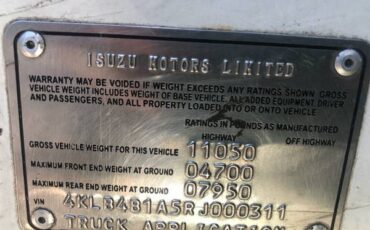 ISUZU MOTORS LIMITED
WARRANTY MAY BE VOIDED IF WEIGHT EXCEEDS ANY RATINGS SHOWN. GROSS
VEHICLE WEIGHT INCLUDES WEIGHT OF BASE VEHICLE, ALL ADDED EQUIPMENT, DRIVER
AND PASSENGERS, AND ALL PROPERTY LOADED INTO OR ONTO VEHICLE
RATINGS IN POUNDS AS MANUFACTURED
HIGHWAY OFF HIGHWAY
GROSS VEHICLE WEIGHT FOR THIS VEHICLE 11050
MAXIMUM FRONT END WEIGHT AT GROUND 04700
MAXIMUM REAR END WEIGHT AT GROUND 07950
VIN 4KLB4B1A5RJ000311
TRUCK APPLICATION